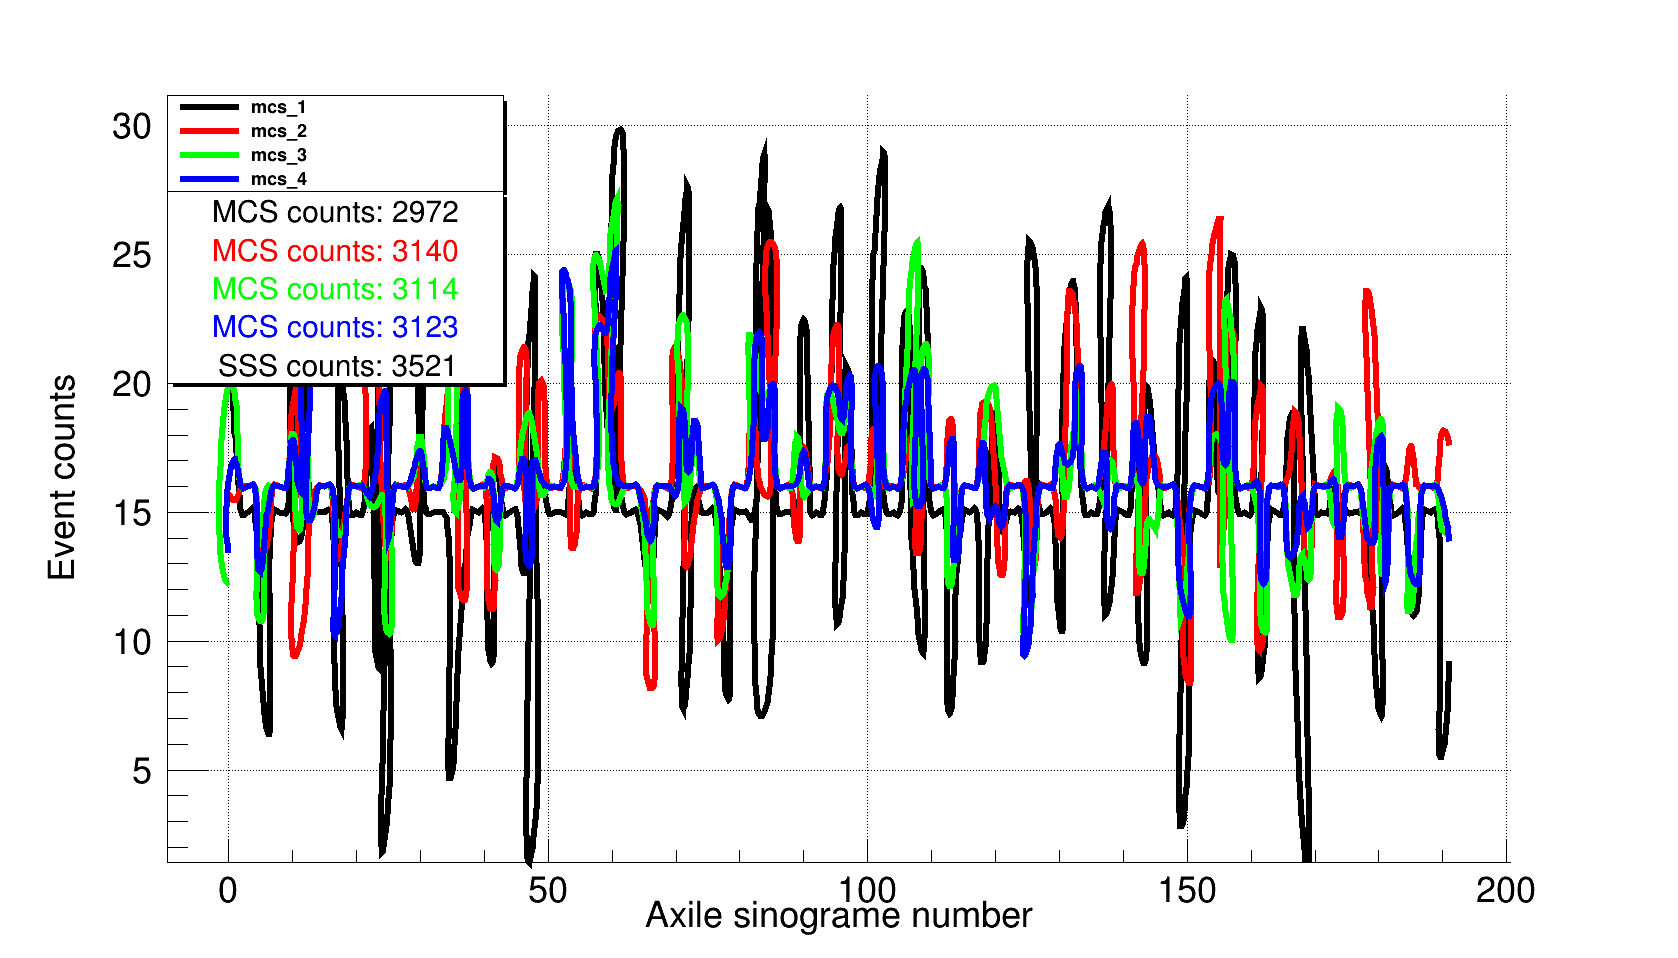 mcs_1
mcs_2
mcs_3
mcs_4
MCS counts: 2972
MCS counts: 3140
MCS counts: 3114
MCS counts: 3123
SSS counts: 3521
30
25
20
15
10
5
Event counts
0 50 100 150 200
Axile sinograme number